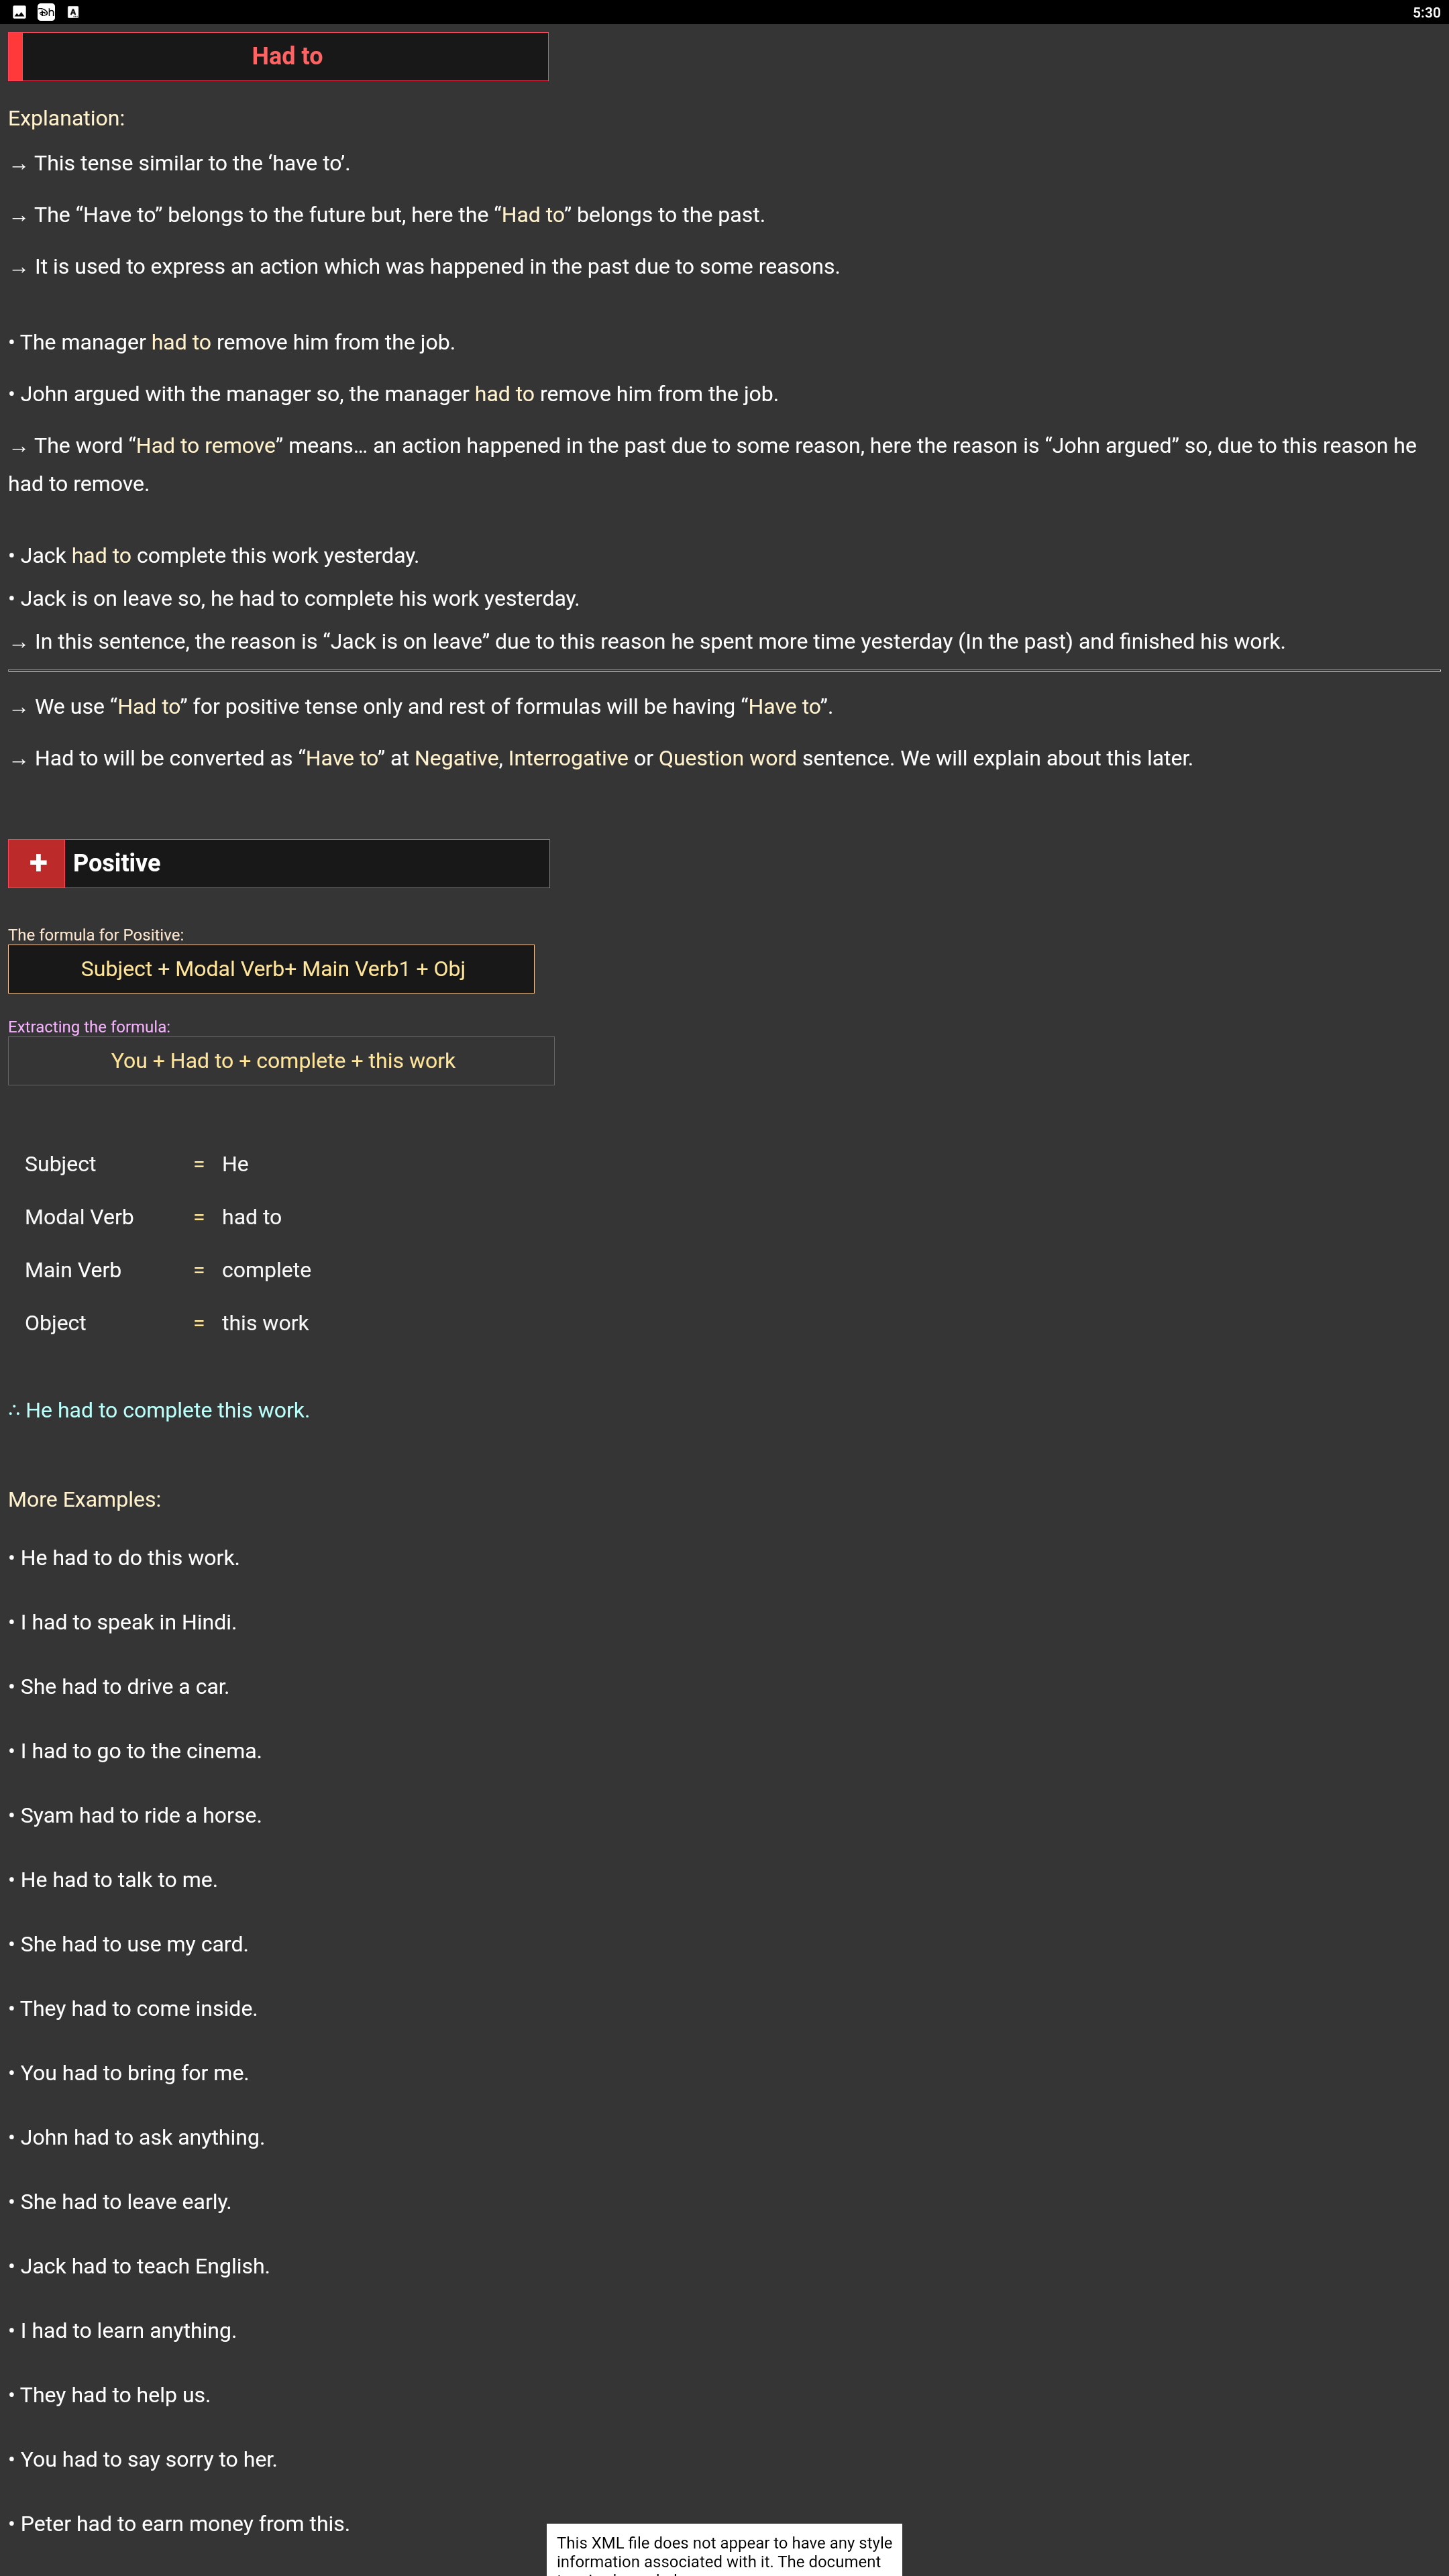 5:30
Had to
Explanation:
→ This tense similar to the ‘have to’.
→ The “Have to” belongs to the future but, here the “Had to” belongs to the past.
→ It is used to express an action which was happened in the past due to some reasons.
• The manager had to remove him from the job.
• John argued with the manager so, the manager had to remove him from the job.
→ The word “Had to remove” means... an action happened in the past due to some reason, here the reason is “John argued” so, due to this reason he
had to remove.
• Jack had to complete this work yesterday.
• Jack is on leave so, he had to complete his work yesterday.
→ In this sentence, the reason is “Jack is on leave” due to this reason he spent more time yesterday (In the past) and finished his work.
→ We use “Had to” for positive tense only and rest of formulas will be having “Have to”.
→ Had to will be converted as “Have to” at Negative, Interrogative or Question word sentence. We will explain about this later.
+ Positive
The formula for Positive:
Subject + Modal Verb+ Main Verb1 + Obj
Extracting the formula:
You + Had to + complete + this work
Subject = He
Modal Verb = had to
Main Verb = complete
Object = this work
∴ He had to complete this work.
More Examples:
• He had to do this work.
• I had to speak in Hindi.
• She had to drive a car.
• I had to go to the cinema.
• Syam had to ride a horse.
• He had to talk to me.
• She had to use my card.
• They had to come inside.
• You had to bring for me.
• John had to ask anything.
• She had to leave early.
• Jack had to teach English.
• I had to learn anything.
• They had to help us.
• You had to say sorry to her.
• Peter had to earn money from this.
This XML file does not appear to have any style
information associated with it. The document